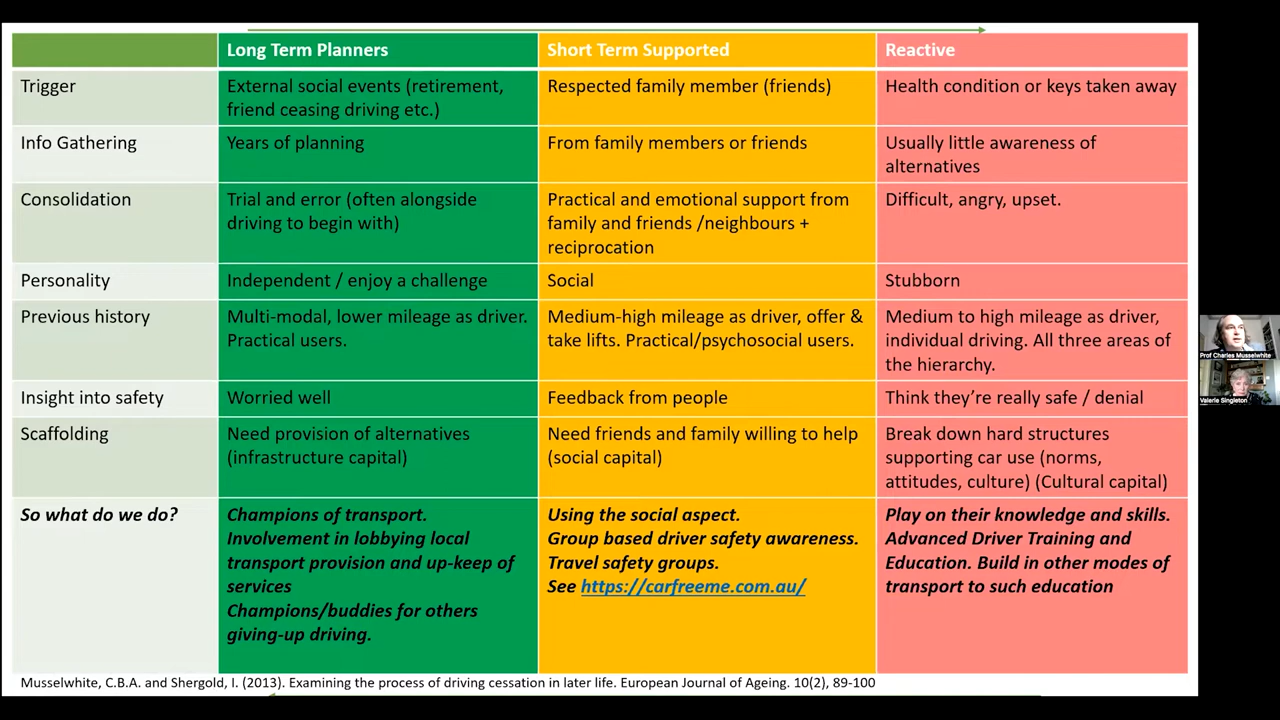 Long Term Planners
Short Term Supported
Reactive
Trigger
External social events (retirement,
friend ceasing driving etc.)
Respected family member (friends)
Health condition or keys taken away
Info Gathering
Years of planning
From family members or friends
Usually little awareness of
alternatives
Consolidation
Trial and error (often alongside
driving to begin with)
Practical and emotional support from
family and friends /neighbours +
reciprocation
Difficult, angry, upset.
Personality
Independent / enjoy a challenge
Social
Stubborn
Previous history
Multi-modal, lower mileage as driver.
Practical users.
Medium-high mileage as driver, offer &
take lifts. Practical/psychosocial users.
Medium to high mileage as driver,
individual driving. All three areas of
the hierarchy.
Insight into safety
Worried well
Feedback from people
Think they're really safe / denial
Scaffolding
Need provision of alternatives
(infrastructure capital)
Need friends and family willing to help
(social capital)
Break down hard structures
supporting car use (norms,
attitudes, culture) (Cultural capital)
So what do we do?
Champions of transport.
Involvement in lobbying local
transport provision and up-keep of
services
Champions/buddies for others
giving-up driving.
Using the social aspect.
Group based driver safety awareness.
Travel safety groups.
See https://carfreeme.com.au/
Play on their knowledge and skills.
Advanced Driver Training and
Education. Build in other modes of
transport to such education
Musselwhite, C.B.A. and Shergold, I. (2013). Examining the process of driving cessation in later life. European Journal of Ageing. 10(2), 89-100
Prof Charles Musselwhite
Valerie Singleton